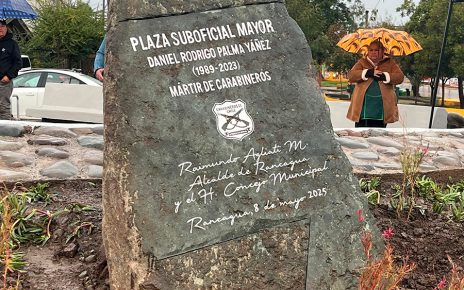 PLAZA SUBOFICIAL MAYOR
DANIEL RODRIGO PALMA YÁÑEZ
(1989-2023)
MÁRTIR DE CARABINEROS
Raimundo Agliati M.
Alcalde de Rancagua
y el H. Concejo Municipal
Rancagua, 8 de mayo 2025